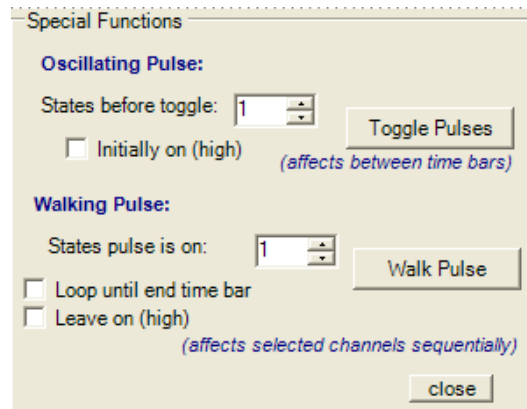 Special Functions
Oscillating Pulse:
States before toggle: 1
Toggle Pulses
Initially on (high)
(affects between time bars)
Walking Pulse:
States pulse is on: 1
Walk Pulse
Loop until end time bar
Leave on (high)
(affects selected channels sequentially)
close